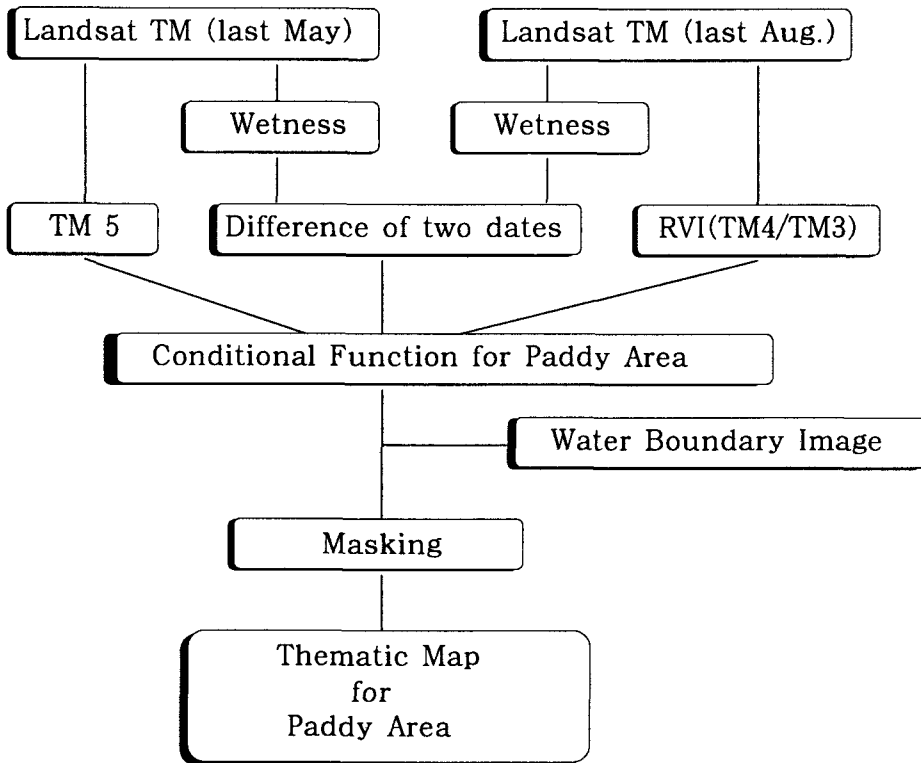 Landsat TM (last May)
Landsat TM (last Aug.)
Wetness
Wetness
TM 5
Difference of two dates
RVI(TM4/TM3)
Conditional Function for Paddy Area
Water Boundary Image
Masking
Thematic Map
for
Paddy Area